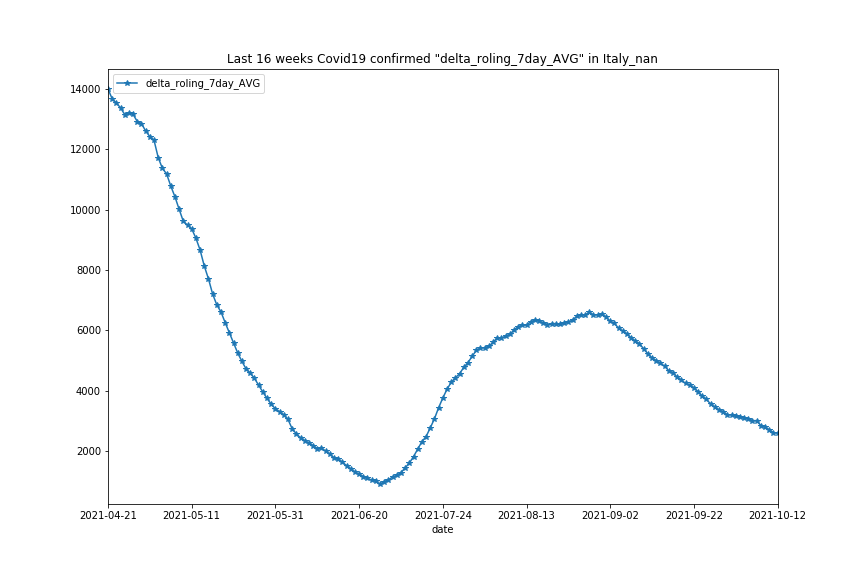 Last 16 weeks Covid19 confirmed "delta_roling_7day_AVG" in Italy_nan
delta_roling_7day_AVG
14000
12000
10000
8000
6000
4000
2000
2021-04-21 2021-05-11 2021-05-31 2021-06-20 2021-07-24 2021-08-13 2021-09-02 2021-09-22 2021-10-12
date